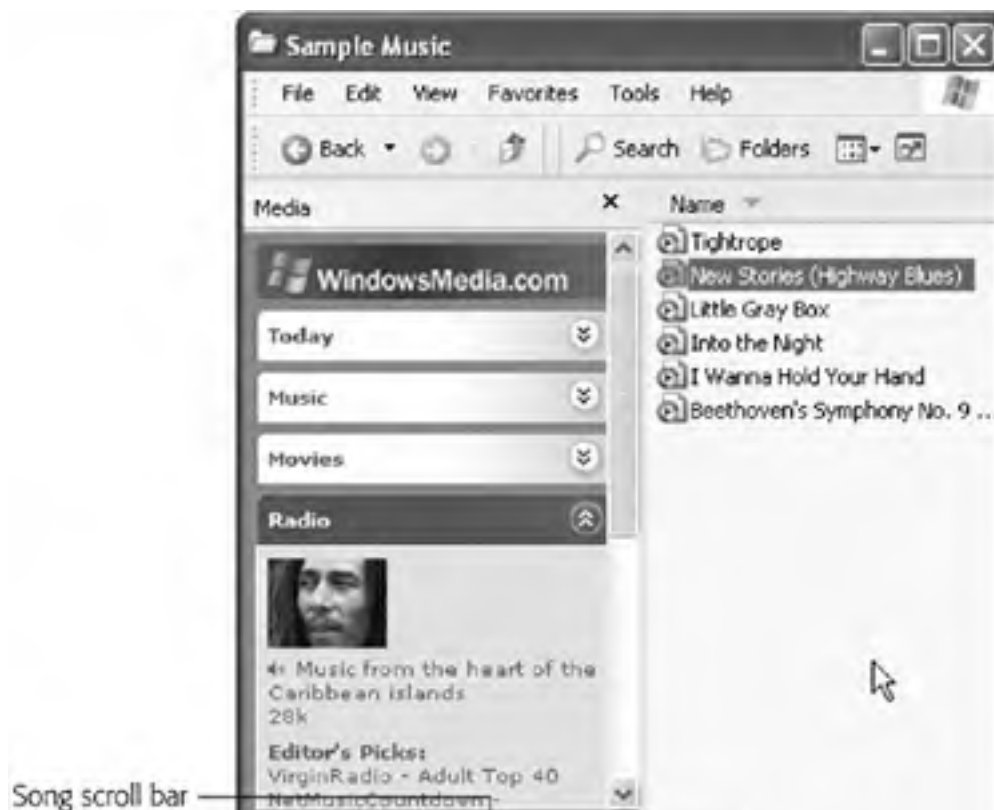 Sample Music
File Edit View Favorites Tools Help
Back Search Folders
Media
Name
WindowsMedia.com
Today
Music
Movies
Radio
Music from the heart of the
Caribbean islands
28k
Editor's Picks:
VirginRadio - Adult Top 40
NetMusicCountdown -
Tightrope
New Stories (Highway Blues)
Little Gray Box
Into the Night
I Wanna Hold Your Hand
Beethoven's Symphony No. 9 ...
Song scroll bar